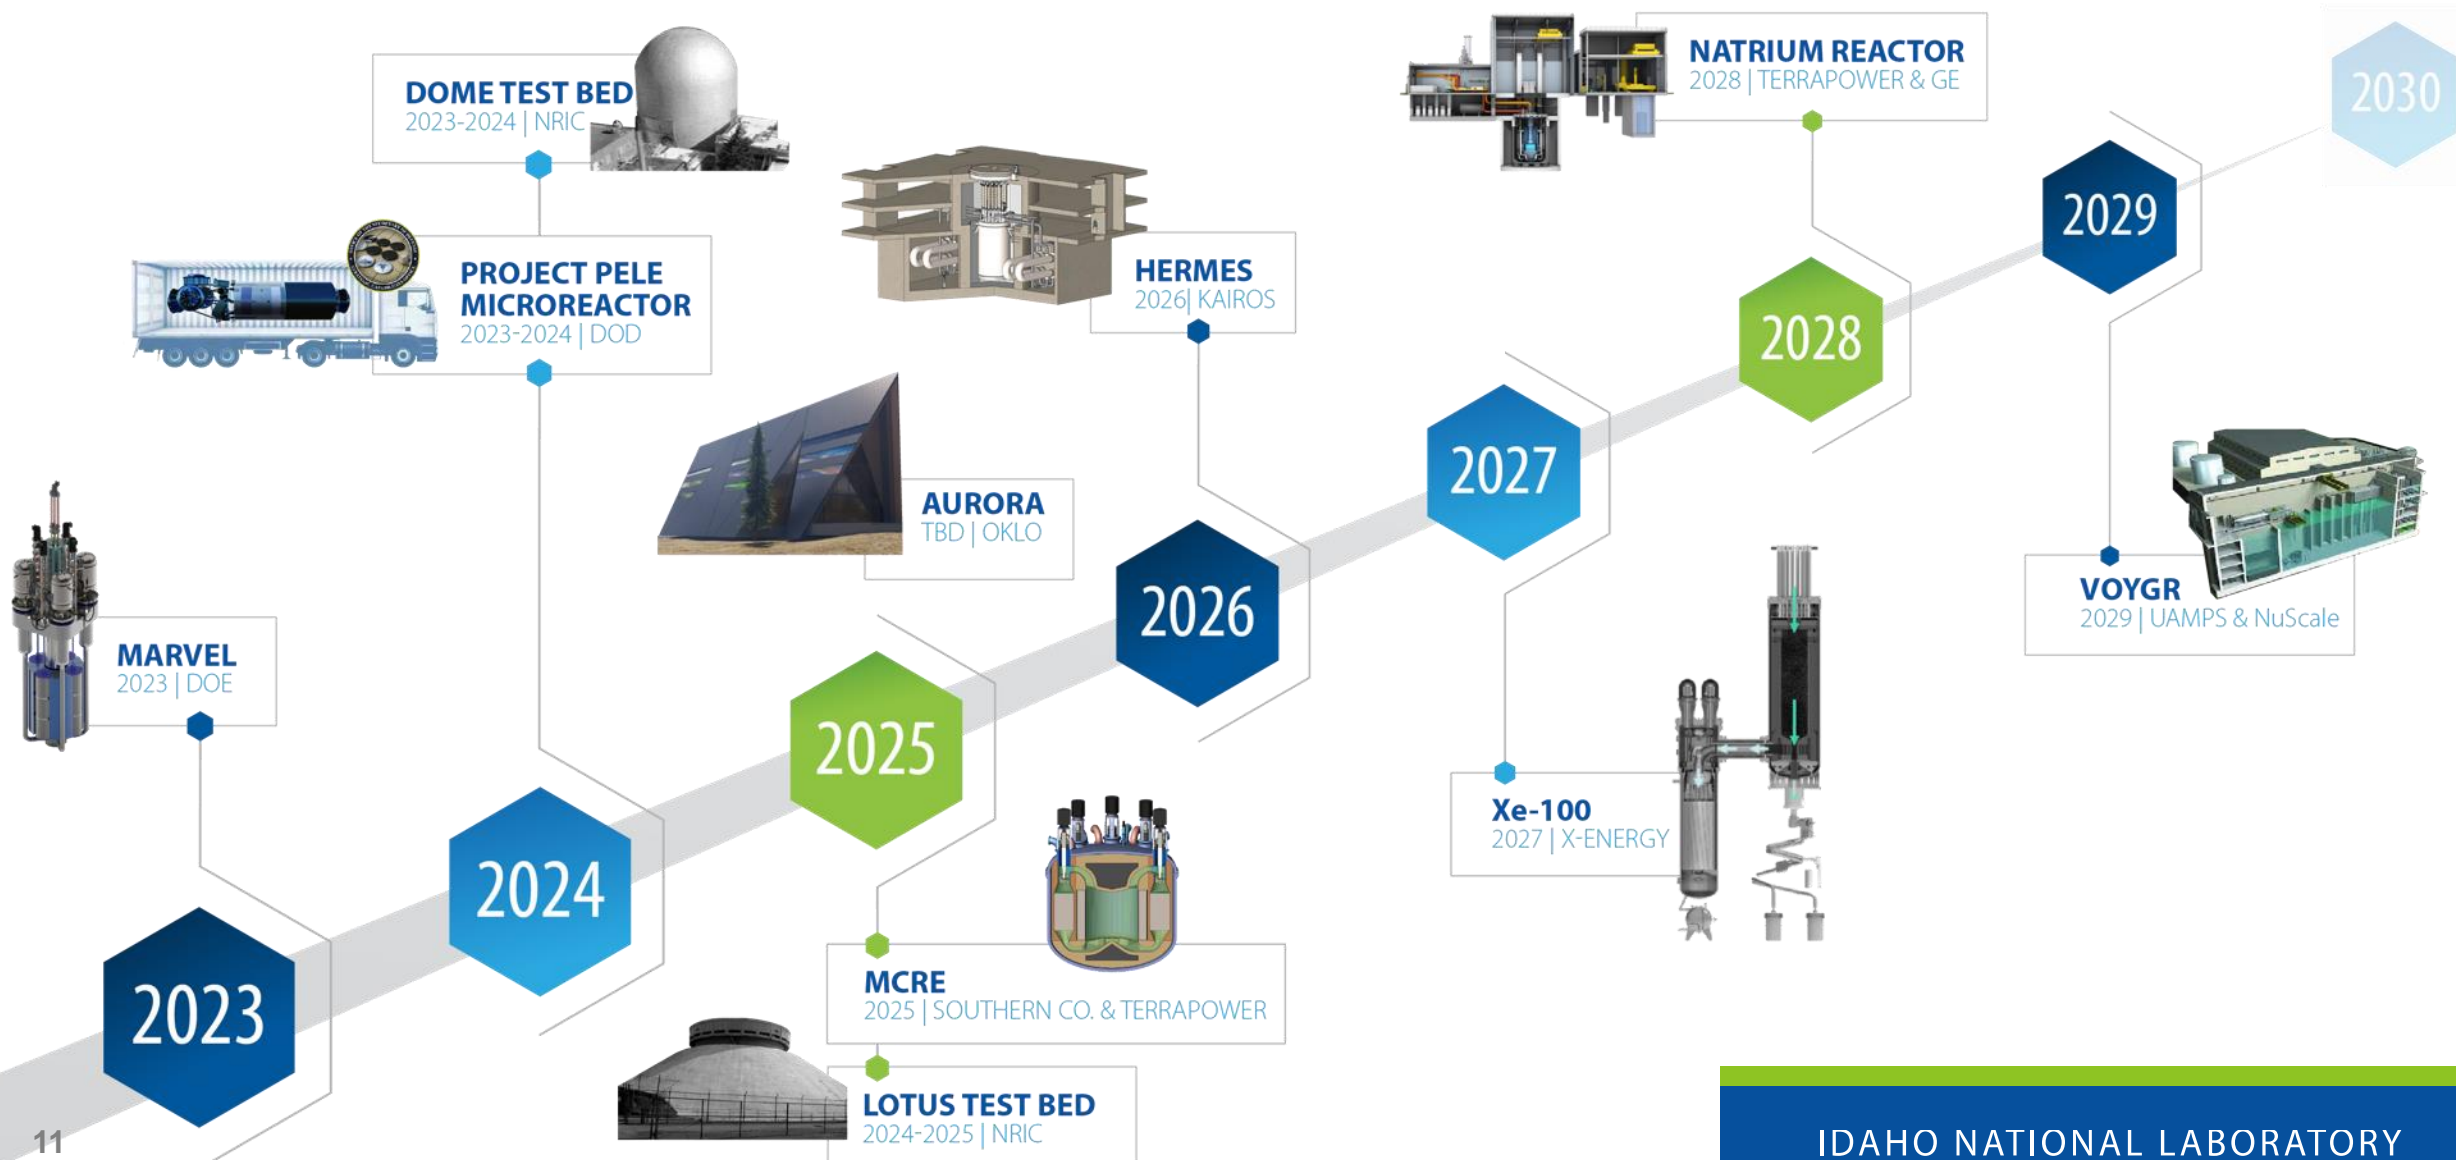 DOME TEST BED
2023-2024 | NRIC
PROJECT PELE
MICROREACTOR
2023-2024 | DOD
MARVEL
2023 | DOE
AURORA
TBD | OKLO
HERMES
2026| KAIROS
NATRIUM REACTOR
2028 | TERRAPOWER & GE
2030
2029
2028
2027
2026
2025
2024
2023
VOYGR
2029 | UAMPS & NuScale
Xe-100
2027 | X-ENERGY
MCRE
2025 | SOUTHERN CO. & TERRAPOWER
LOTUS TEST BED
2024-2025 | NRIC
11
IDAHO NATIONAL LABORATORY